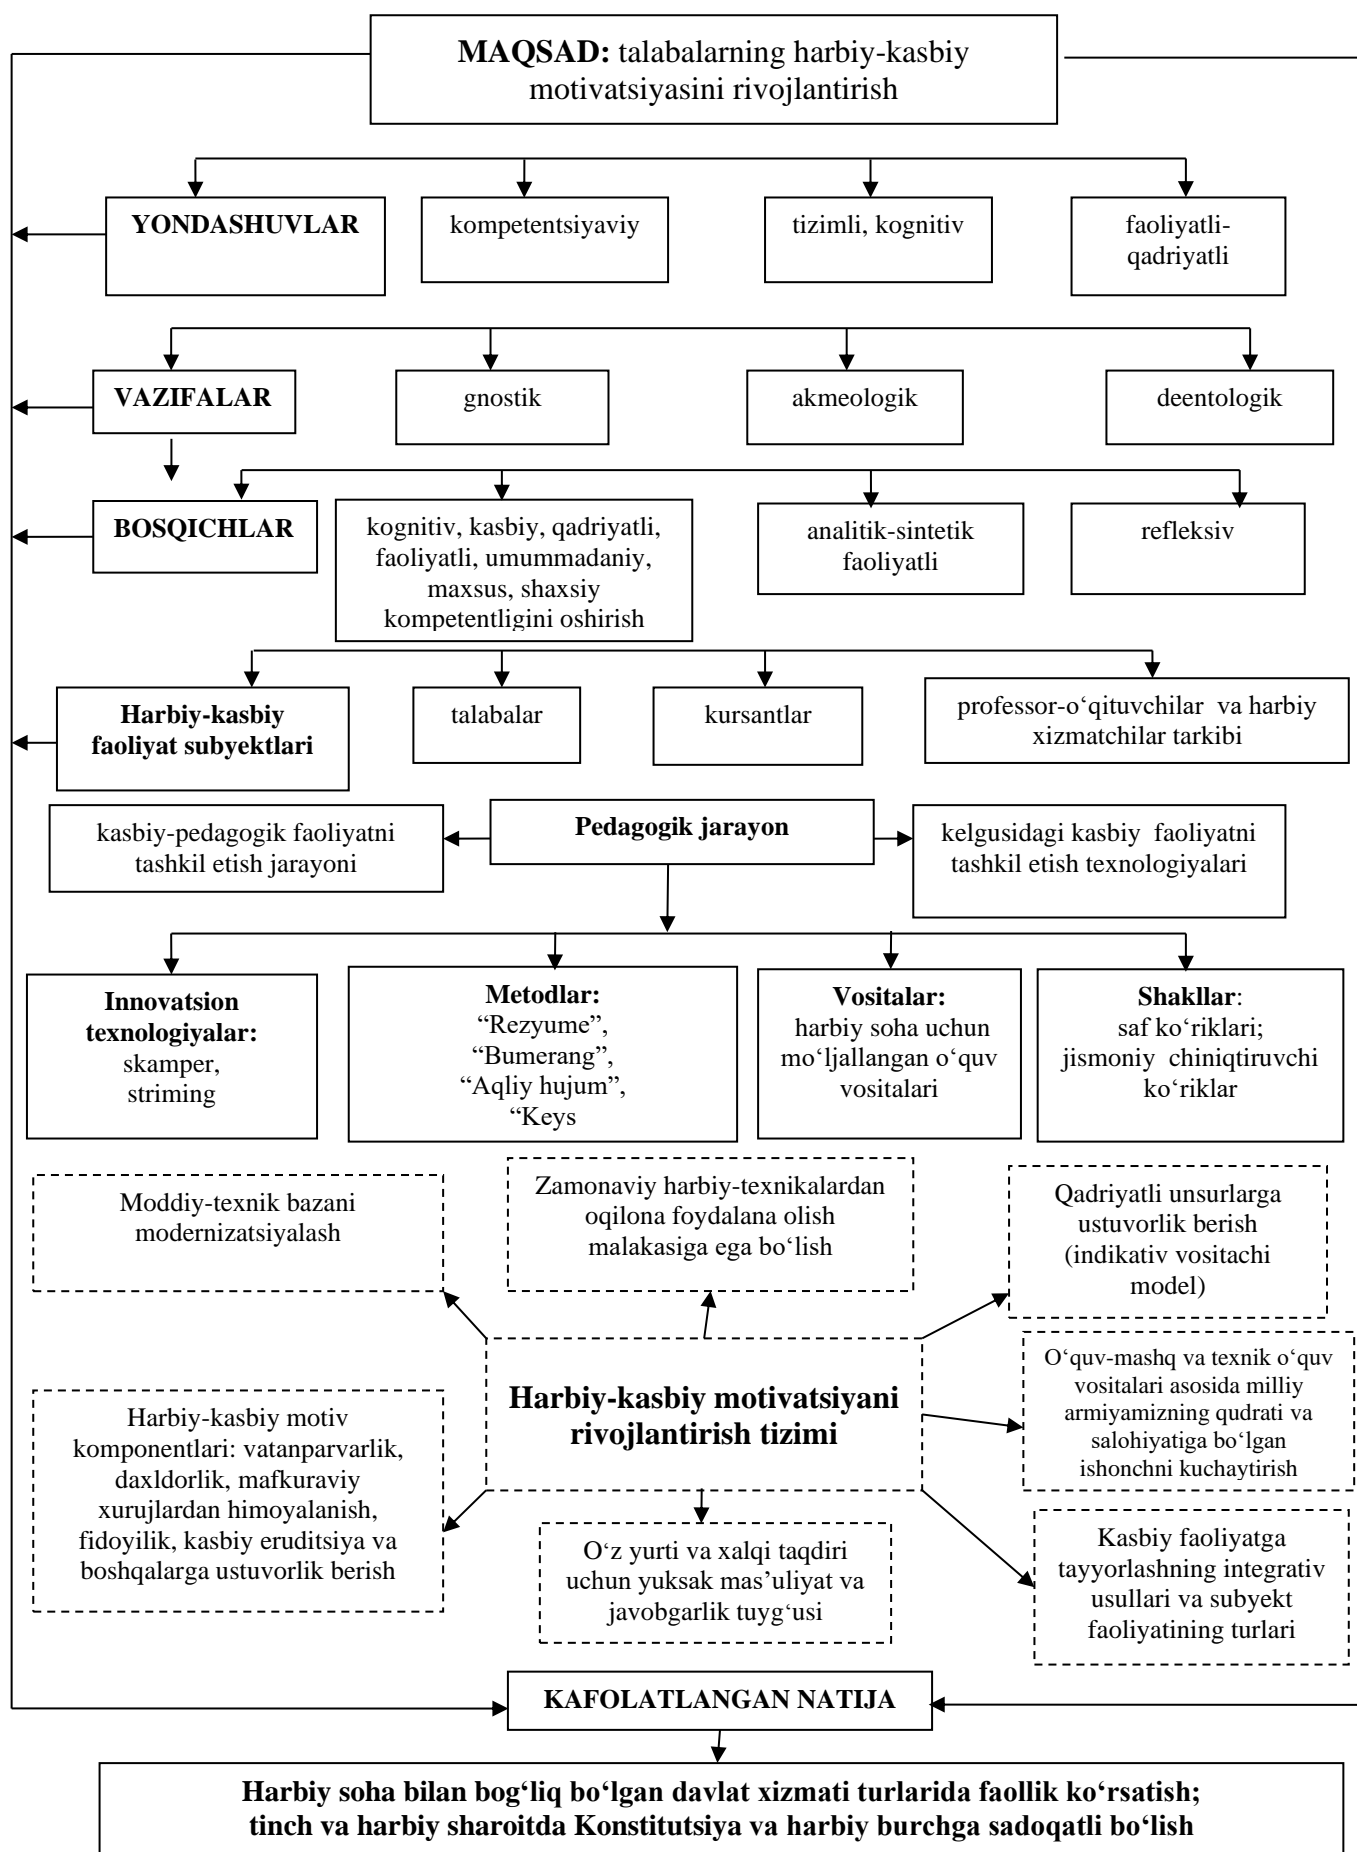 MAQSAD: talabalarning harbiy-kasbiy
motivatsiyasini rivojlantirish
YONDASHUVLAR
kompetentsiyaviy
tizimli, kognitiv
faoliyatli-
qadriyatli
VAZIFALAR
gnostik
akmeologik
deentologik
BOSQICHLAR
kognitiv, kasbiy, qadriyatli,
faoliyatli, umummadaniy,
maxsus, shaxsiy
kompetentligini oshirish
analitik-sintetik
faoliyatli
refleksiv
Harbiy-kasbiy
faoliyat subyektlari
talabalar
kursantlar
professor-o‘qituvchilar va harbiy
xizmatchilar tarkibi
kasbiy-pedagogik faoliyatni
tashkil etish jarayoni
Pedagogik jarayon
kelgusidagi kasbiy faoliyatni
tashkil etish texnologiyalari
Innovatsion
texnologiyalar:
skamper,
striming
Metodlar:
“Rezyume”,
“Bumerang”,
“Aqliy hujum”,
“Keys
Vositalar:
harbiy soha uchun
mo‘ljallangan o‘quv
vositalari
Shakllar:
saf ko‘riklari;
jismoniy chiniqtiruvchi
ko‘riklar
Moddiy-texnik bazani
modernizatsiyalash
Zamonaviy harbiy-texnikalardan
oqilona foydalana olish
malakasiga ega bo‘lish
Qadriyatli unsurlarga
ustuvorlik berish
(indikativ vositachi
model)
Harbiy-kasbiy motivatsiyani
rivojlantirish tizimi
O‘quv-mashq va texnik o‘quv
vositalari asosida milliy
armiyamizning qudrati va
salohiyatiga bo‘lgan
ishonchni kuchaytirish
Harbiy-kasbiy motiv
komponentlari: vatanparvarlik,
daxldorlik, mafkuraviy
xurujlardan himoyalanish,
fidoyilik, kasbiy eruditsiya va
boshqalarga ustuvorlik berish
O‘z yurti va xalqi taqdiri
uchun yuksak mas’uliyat va
javobgarlik tuyg‘usi
Kasbiy faoliyatga
tayyorlashning integrativ
usullari va subyekt
faoliyatining turlari
KAFOLATLANGAN NATIJA
Harbiy soha bilan bog‘liq bo‘lgan davlat xizmati turlarida faollik ko‘rsatish;
tinch va harbiy sharoitda Konstitutsiya va harbiy burchga sadoqatli bo‘lish